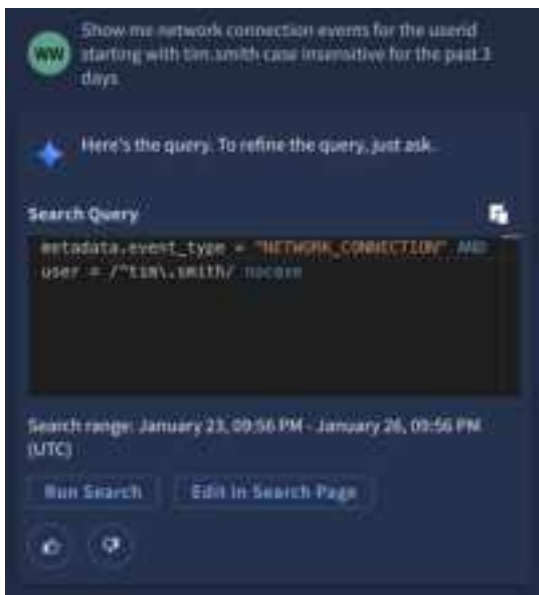 WW
Show me network connection events for the userid
starting with tim.smith case insensitive for the past 3
days
Here's the query. To refine the query, just ask.
Search Query
metadata.event_type = "NETWORK_CONNECTION" AND
user = /^tim\.smith/ nocase
Search range: January 23, 09:56 PM - January 26, 09:56 PM
(UTC)
Run Search
Edit in Search Page